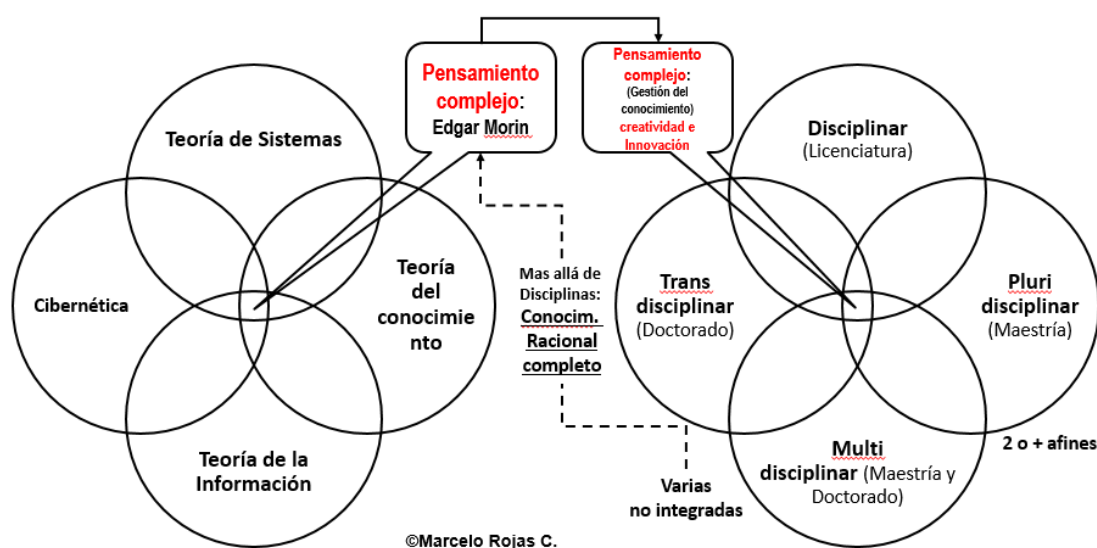 Pensamiento
complejo:
Edgar Morin
Pensamiento
complejo:
(Gestión del
conocimiento)
creatividad e
Innovación
Teoría de Sistemas
Cibernética
Teoría
del
conocimie
nto
Teoría de la
Información
Mas allá de
Disciplinas:
Conocim.
Racional
completo
Disciplinar
(Licenciatura)
Trans
disciplinar
(Doctorado)
Pluri
disciplinar
(Maestría)
Multi
disciplinar (Maestría y
Doctorado)
2 o + afines
Varias
no integradas
©Marcelo Rojas C.